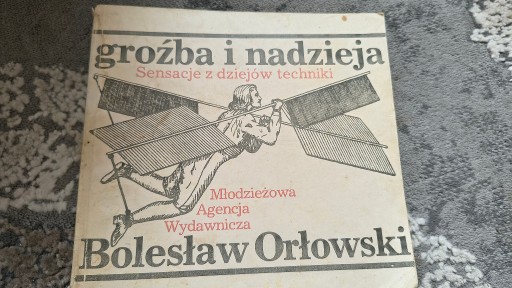 groźba i nadzieja
Sensacje z dziejów techniki
Młodzieżowa
Agencja
Wydawnicza
Bolesław Orłowski